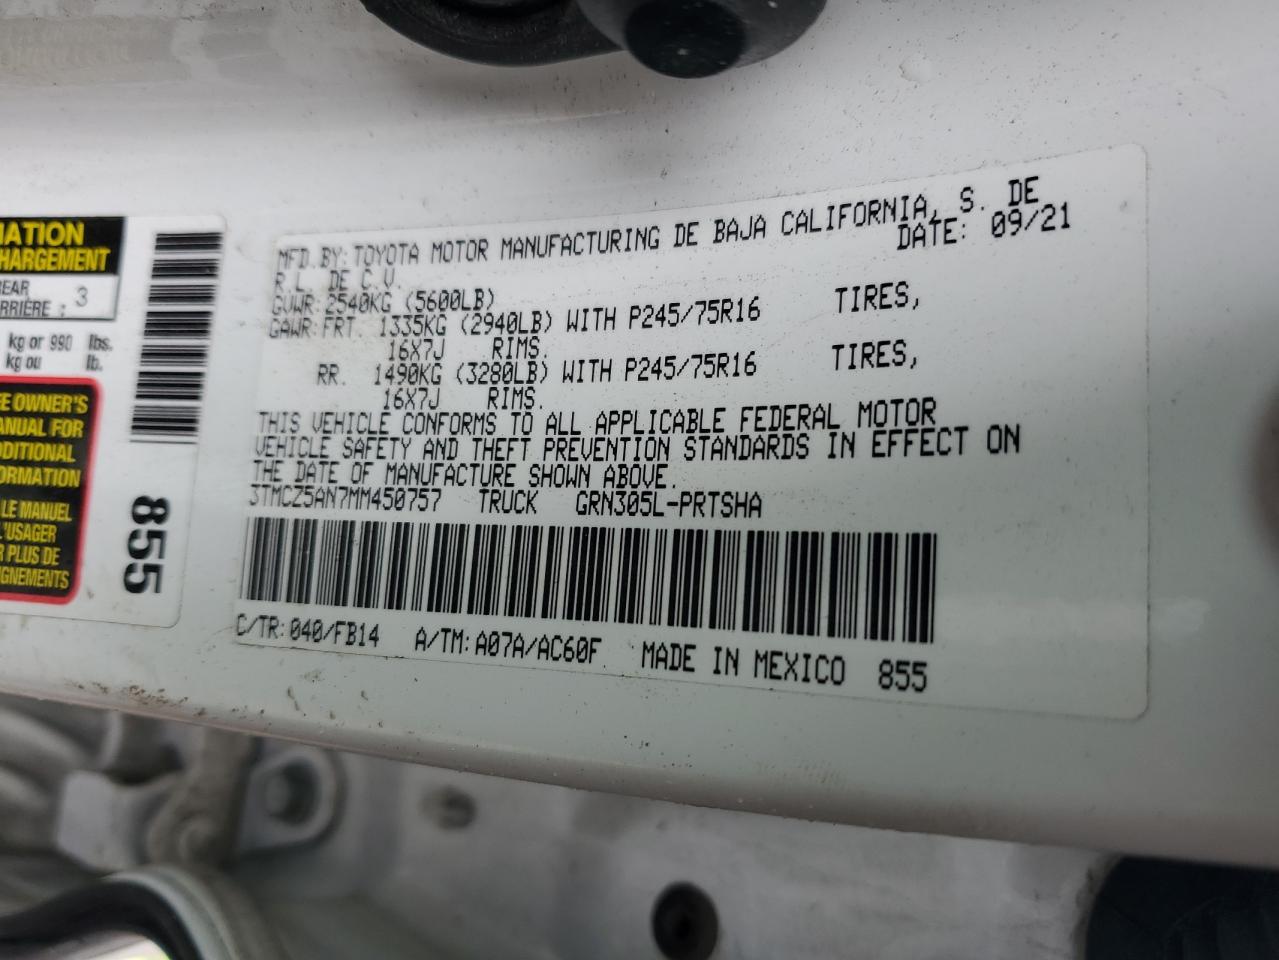 MFD. BY: TOYOTA MOTOR MANUFACTURING DE BAJA CALIFORNIA, S. DE
R. L. DE C.V. DATE: 09/21
GVWR: 2540KG (5600LB)
GAWR: FRT. 1335KG (2940LB) WITH P245/75R16 TIRES,
16X7J RIMS.
RR. 1490KG (3280LB) WITH P245/75R16 TIRES,
16X7J RIMS.
THIS VEHICLE CONFORMS TO ALL APPLICABLE FEDERAL MOTOR
VEHICLE SAFETY AND THEFT PREVENTION STANDARDS IN EFFECT ON
THE DATE OF MANUFACTURE SHOWN ABOVE.
3TMCZ5AN7MM450757 TRUCK GRN305L-PRTSHA
C/TR: 040/FB14 A/TM: A07A/AC60F MADE IN MEXICO 855
MATION
HARGEMENT
REAR
RRIÈRE : 3
kg or 990 lbs.
kg ou lb.
EE OWNER'S
ANUAL FOR
DDITIONAL
FORMATION
LE MANUEL
L'USAGER
R PLUS DE
IGNEMENTS
855